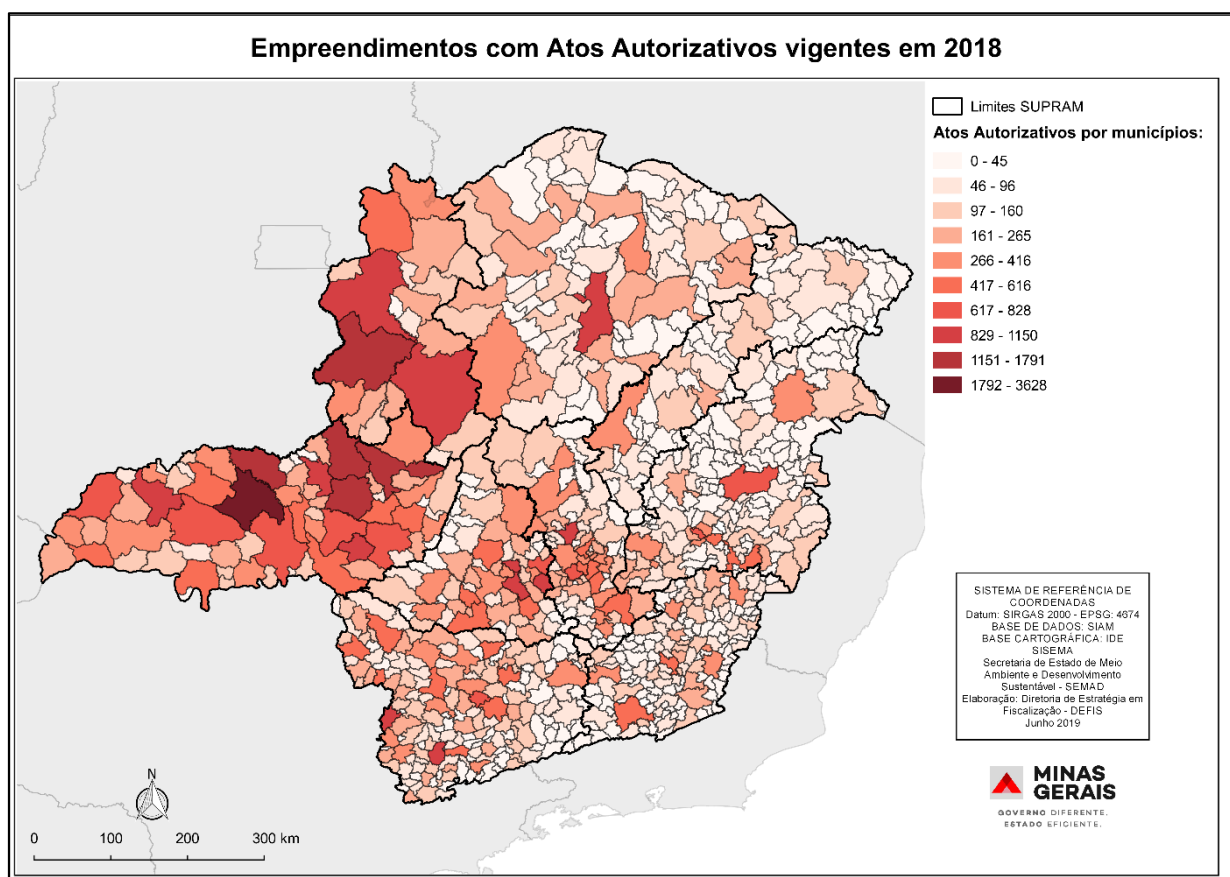 Empreendimentos com Atos Autorizativos vigentes em 2018
Limites SUPRAM
Atos Autorizativos por municípios:
0 - 45
46 - 96
97 - 160
161 - 265
266 - 416
417 - 616
617 - 828
829 - 1150
1151 - 1791
1792 - 3628
SISTEMA DE REFERÊNCIA DE
COORDENADAS
Datum: SIRGAS 2000 - EPSG: 4674
BASE DE DADOS: SIAM
BASE CARTOGRÁFICA: IDE
SISEMA
Secretaria de Estado de Meio
Ambiente e Desenvolvimento
Sustentável - SEMAD
Elaboração: Diretoria de Estratégia em
Fiscalização - DEFIS
Junho 2019
MINAS
GERAIS
GOVERNO DIFERENTE.
ESTADO EFICIENTE.
N
0 100 200 300 km